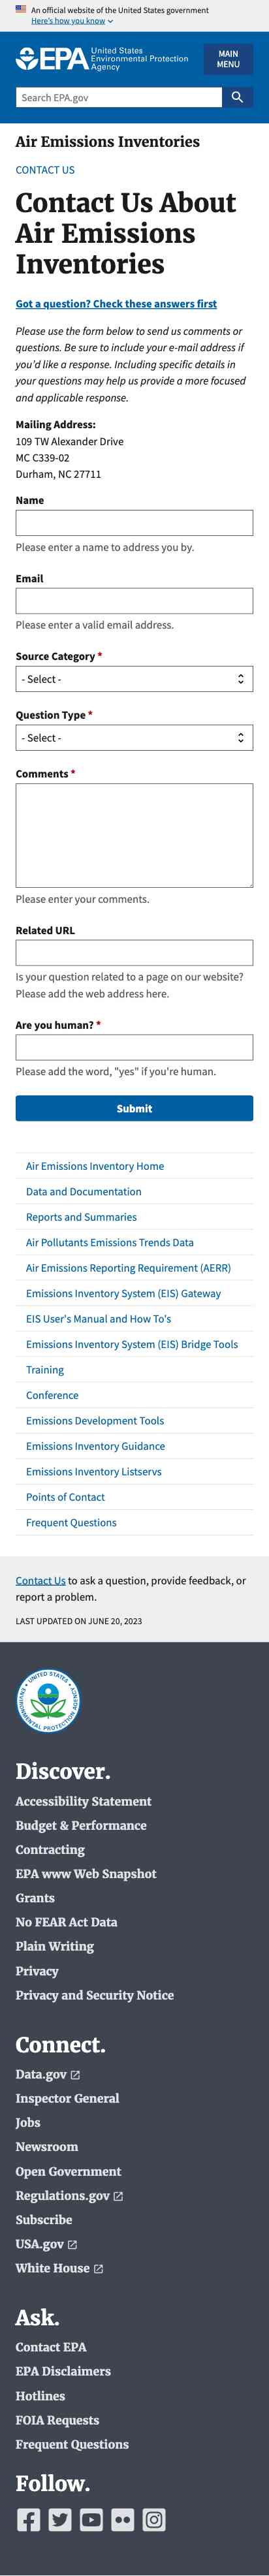 An official website of the United States government
Here's how you know
EPA
United States
Environmental Protection
Agency
MAIN
MENU
Search EPA.gov
Air Emissions Inventories
CONTACT US
Contact Us About
Air Emissions
Inventories
Got a question? Check these answers first
Please use the form below to send us comments or
questions. Be sure to include your e-mail address if
you'd like a response. Including specific details in
your questions may help us provide a more focused
and applicable response.
Mailing Address:
109 TW Alexander Drive
MC C339-02
Durham, NC 27711
Name
Please enter a name to address you by.
Email
Please enter a valid email address.
Source Category *
- Select -
Question Type *
- Select -
Comments *
Please enter your comments.
Related URL
Is your question related to a page on our website?
Please add the web address here.
Are you human? *
Please add the word, "yes" if you're human.
Submit
Air Emissions Inventory Home
Data and Documentation
Reports and Summaries
Air Pollutants Emissions Trends Data
Air Emissions Reporting Requirement (AERR)
Emissions Inventory System (EIS) Gateway
EIS User's Manual and How To's
Emissions Inventory System (EIS) Bridge Tools
Training
Conference
Emissions Development Tools
Emissions Inventory Guidance
Emissions Inventory Listservs
Points of Contact
Frequent Questions
Contact Us to ask a question, provide feedback, or
report a problem.
LAST UPDATED ON JUNE 20, 2023
UNITED STATES
ENVIRONMENTAL PROTECTION AGENCY
Discover.
Accessibility Statement
Budget & Performance
Contracting
EPA www Web Snapshot
Grants
No FEAR Act Data
Plain Writing
Privacy
Privacy and Security Notice
Connect.
Data.gov
Inspector General
Jobs
Newsroom
Open Government
Regulations.gov
Subscribe
USA.gov
White House
Ask.
Contact EPA
EPA Disclaimers
Hotlines
FOIA Requests
Frequent Questions
Follow.